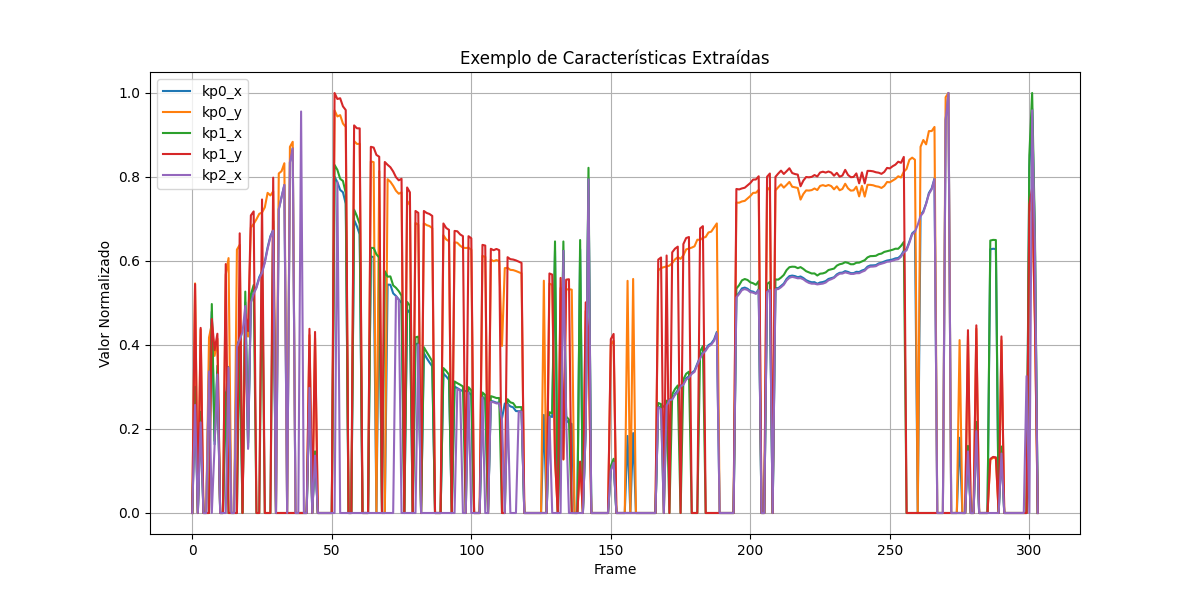 Exemplo de Características Extraídas
kp0_x
kp0_y
kp1_x
kp1_y
kp2_x
Valor Normalizado
1.0
0.8
0.6
0.4
0.2
0.0
0 50 100 150 200 250 300
Frame